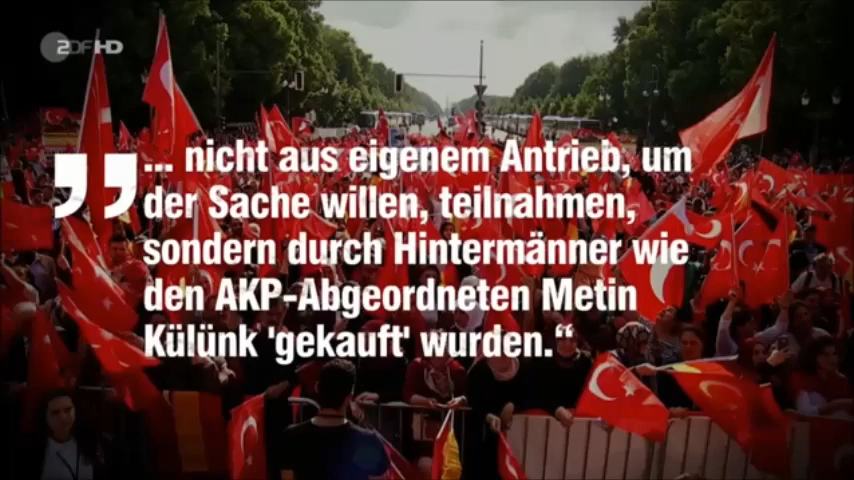 ZDF HD
„... nicht aus eigenem Antrieb, um
der Sache willen, teilnahmen,
sondern durch Hintermänner wie
den AKP-Abgeordneten Metin
Külünk 'gekauft' wurden.“